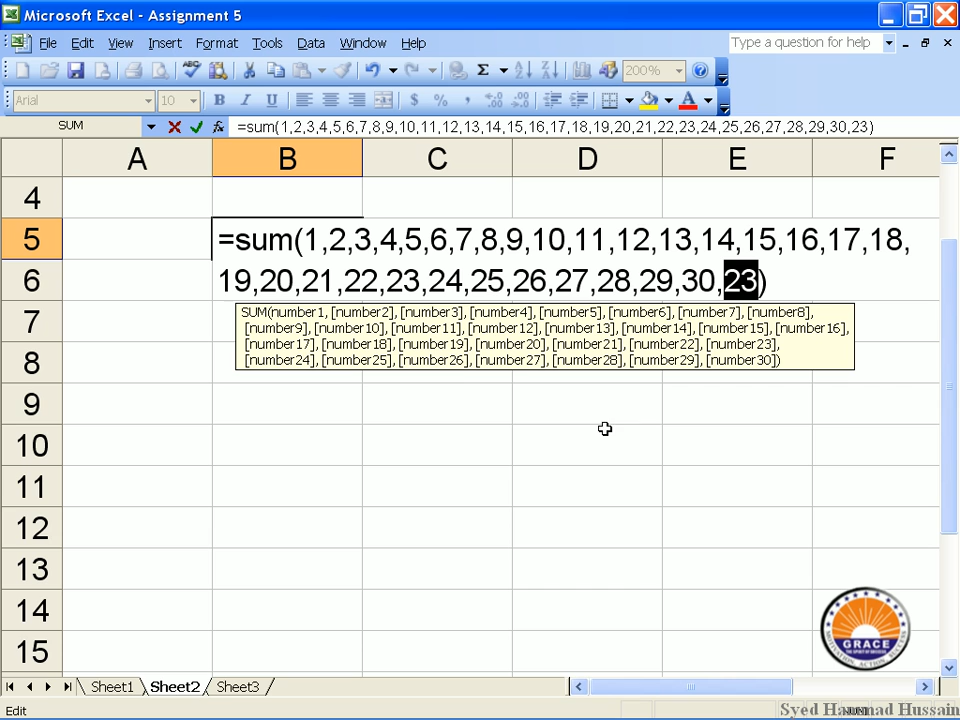 Microsoft Excel - Assignment 5
File Edit View Insert Format Tools Data Window Help
Type a question for help
200%
Arial 10 B I U $ % ,
SUM =sum(1,2,3,4,5,6,7,8,9,10,11,12,13,14,15,16,17,18,19,20,21,22,23,24,25,26,27,28,29,30,23)
A B C D E F
4
5 =sum(1,2,3,4,5,6,7,8,9,10,11,12,13,14,15,16,17,18,
6 19,20,21,22,23,24,25,26,27,28,29,30,23)
SUM(number1, [number2], [number3], [number4], [number5], [number6], [number7], [number8],
7 [number9], [number10], [number11], [number12], [number13], [number14], [number15], [number16],
[number17], [number18], [number19], [number20], [number21], [number22], [number23],
8 [number24], [number25], [number26], [number27], [number28], [number29], [number30])
9
10
11
12
13
14
15
GRACE
Sheet1 Sheet2 Sheet3
Edit
Syed Hammad Hussain